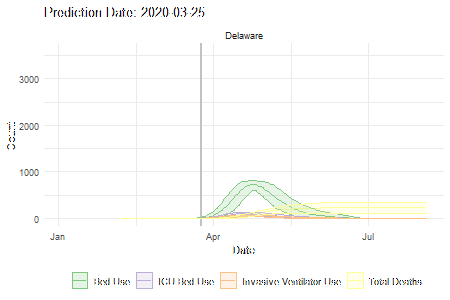 Prediction Date: 2020-03-25
Delaware
3000
2000
1000
0
Count
Jan
Apr
Jul
Date
Bed Use
ICU Bed Use
Invasive Ventilator Use
Total Deaths